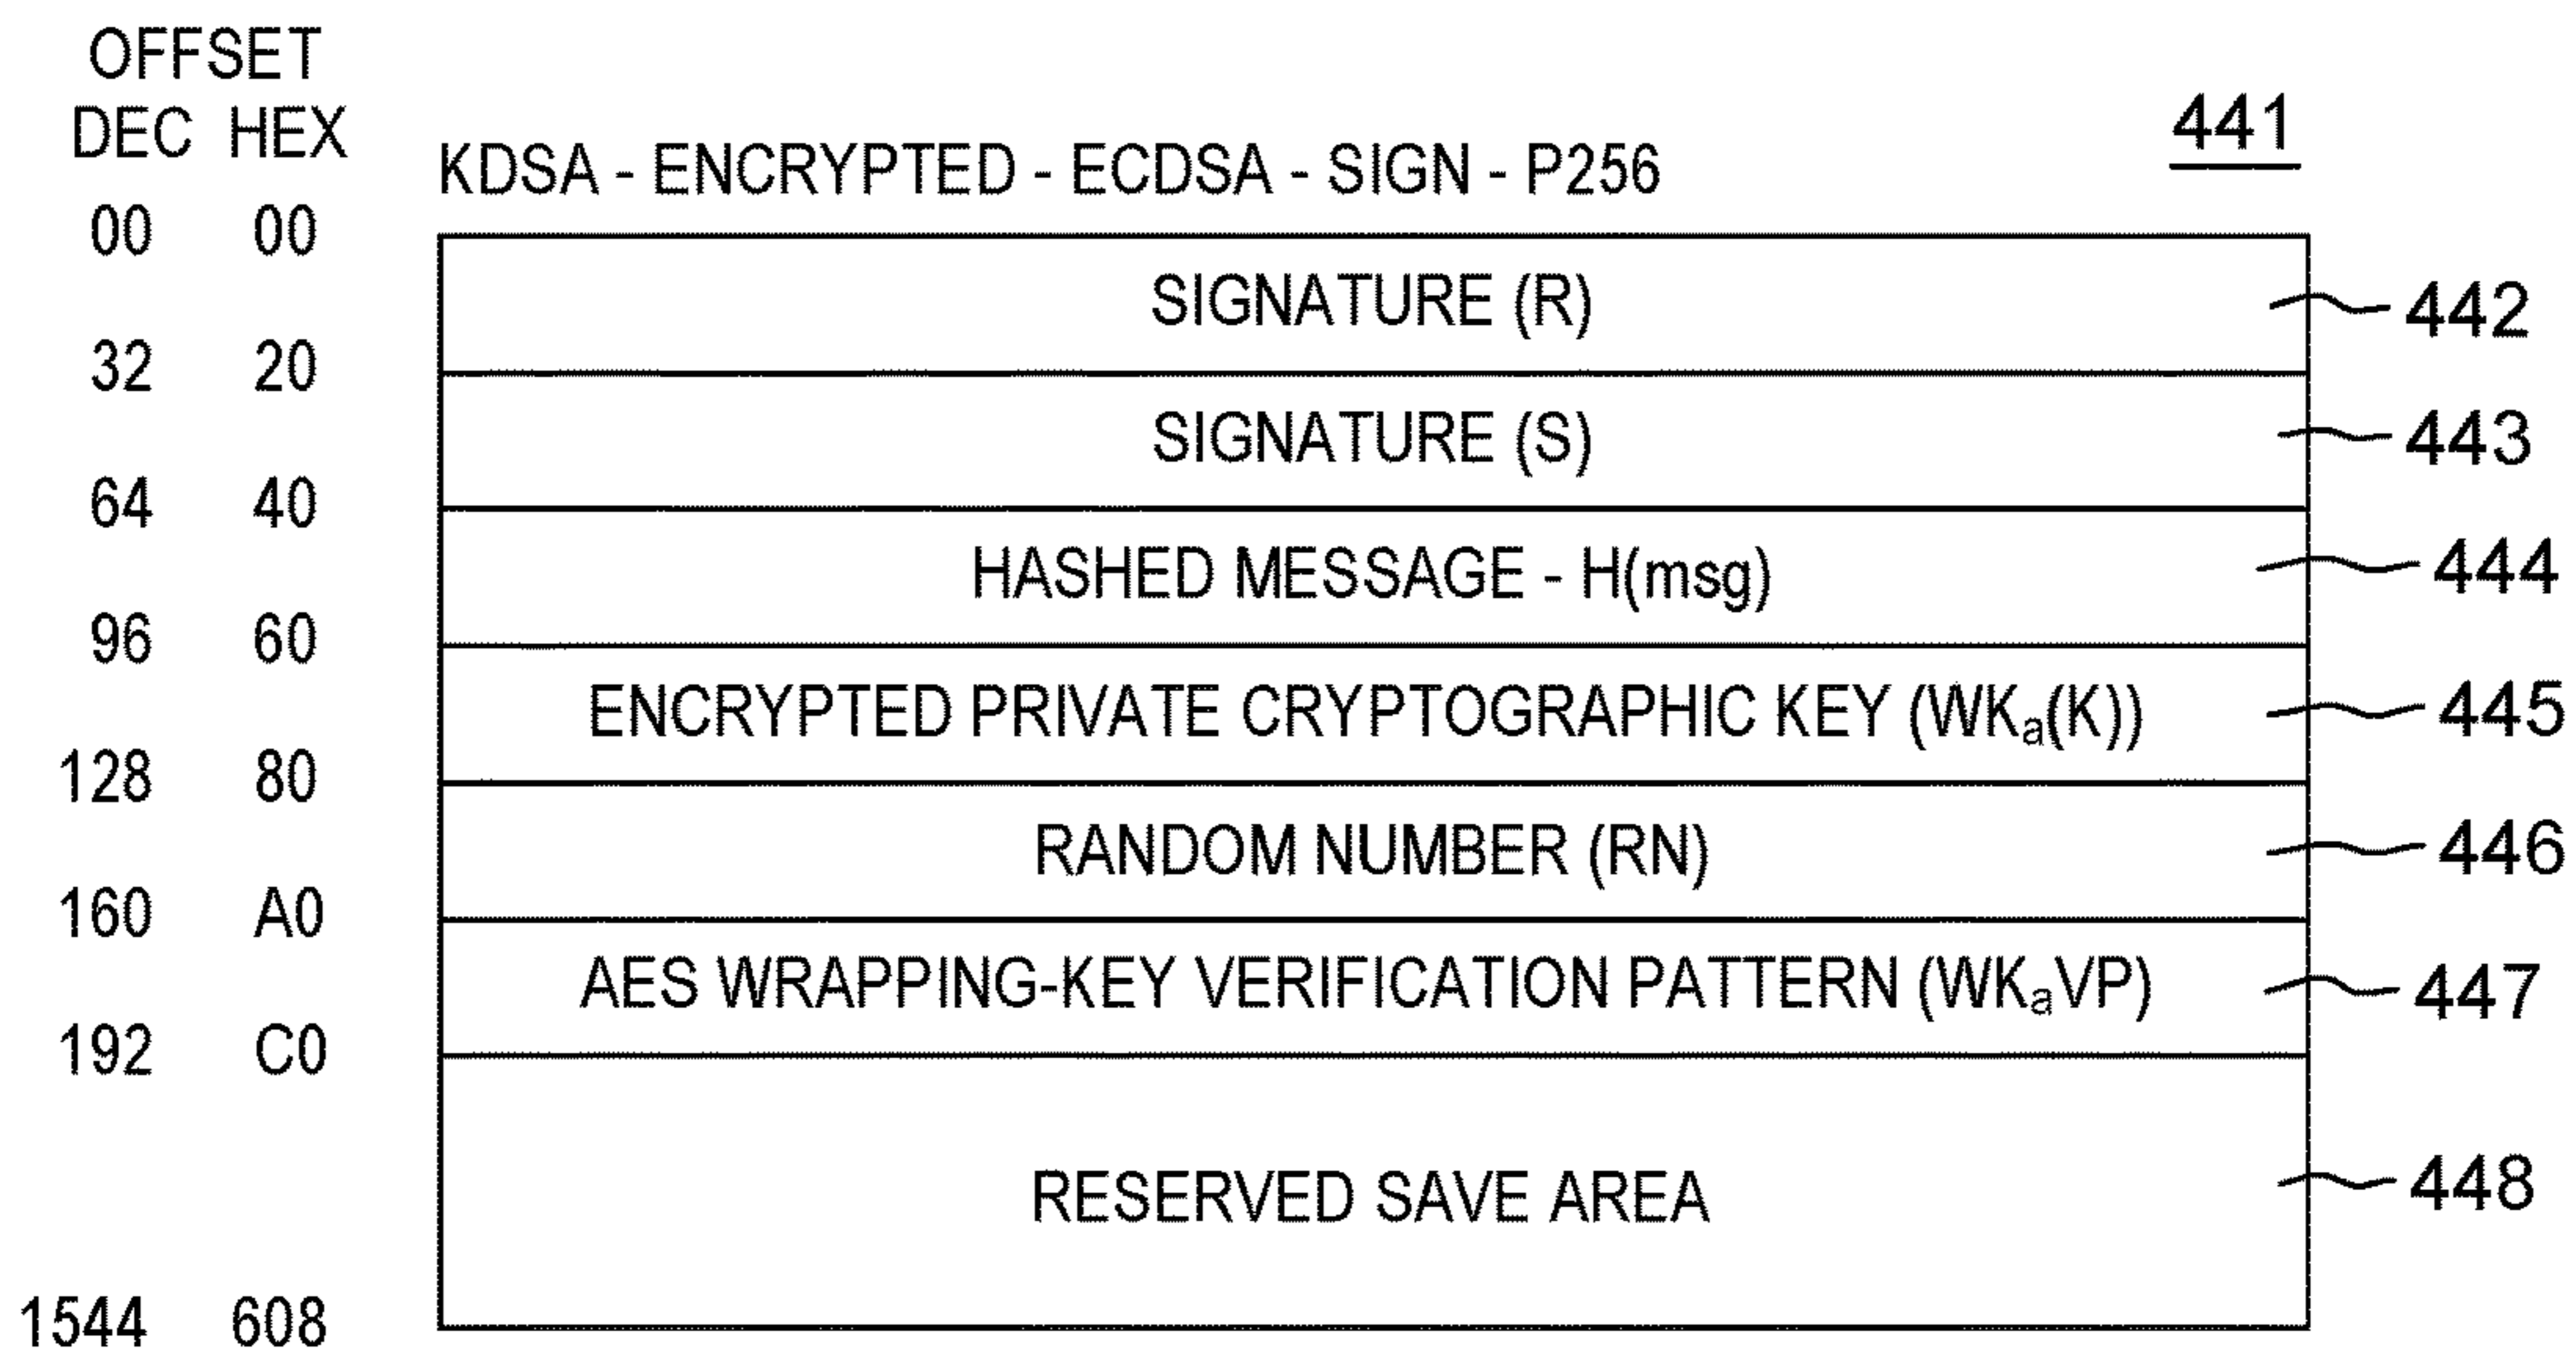 OFFSET
DEC HEX
KDSA - ENCRYPTED - ECDSA - SIGN - P256
441
00 00
SIGNATURE (R)
442
32 20
SIGNATURE (S)
443
64 40
HASHED MESSAGE - H(msg)
444
96 60
ENCRYPTED PRIVATE CRYPTOGRAPHIC KEY (WKa(K))
445
128 80
RANDOM NUMBER (RN)
446
160 A0
AES WRAPPING-KEY VERIFICATION PATTERN (WKaVP)
447
192 C0
RESERVED SAVE AREA
448
1544 608